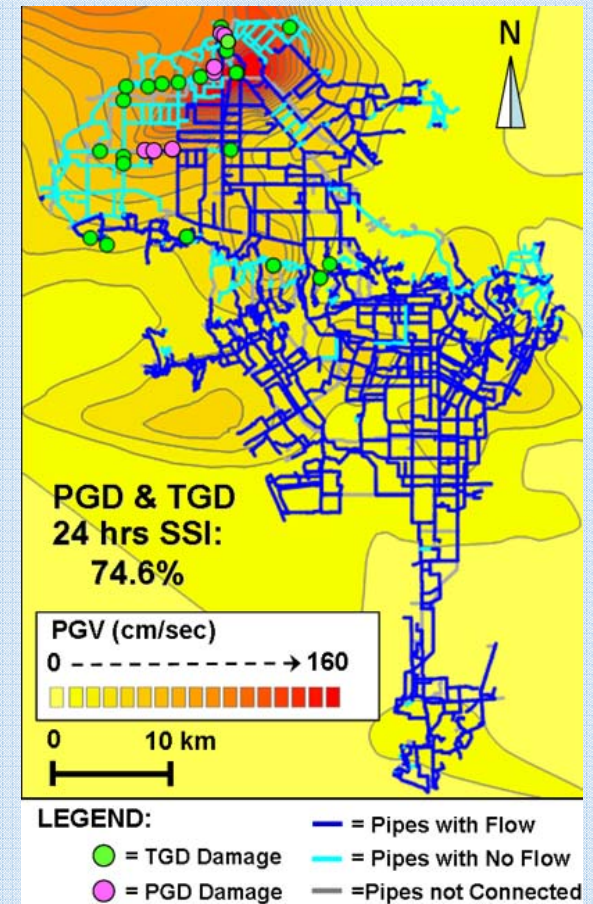 N
PGD & TGD
24 hrs SSI:
74.6%
PGV (cm/sec)
0 - - - - - - - - - - - → 160
0 10 km
LEGEND:
= TGD Damage
= PGD Damage
= Pipes with Flow
= Pipes with No Flow
=Pipes not Connected